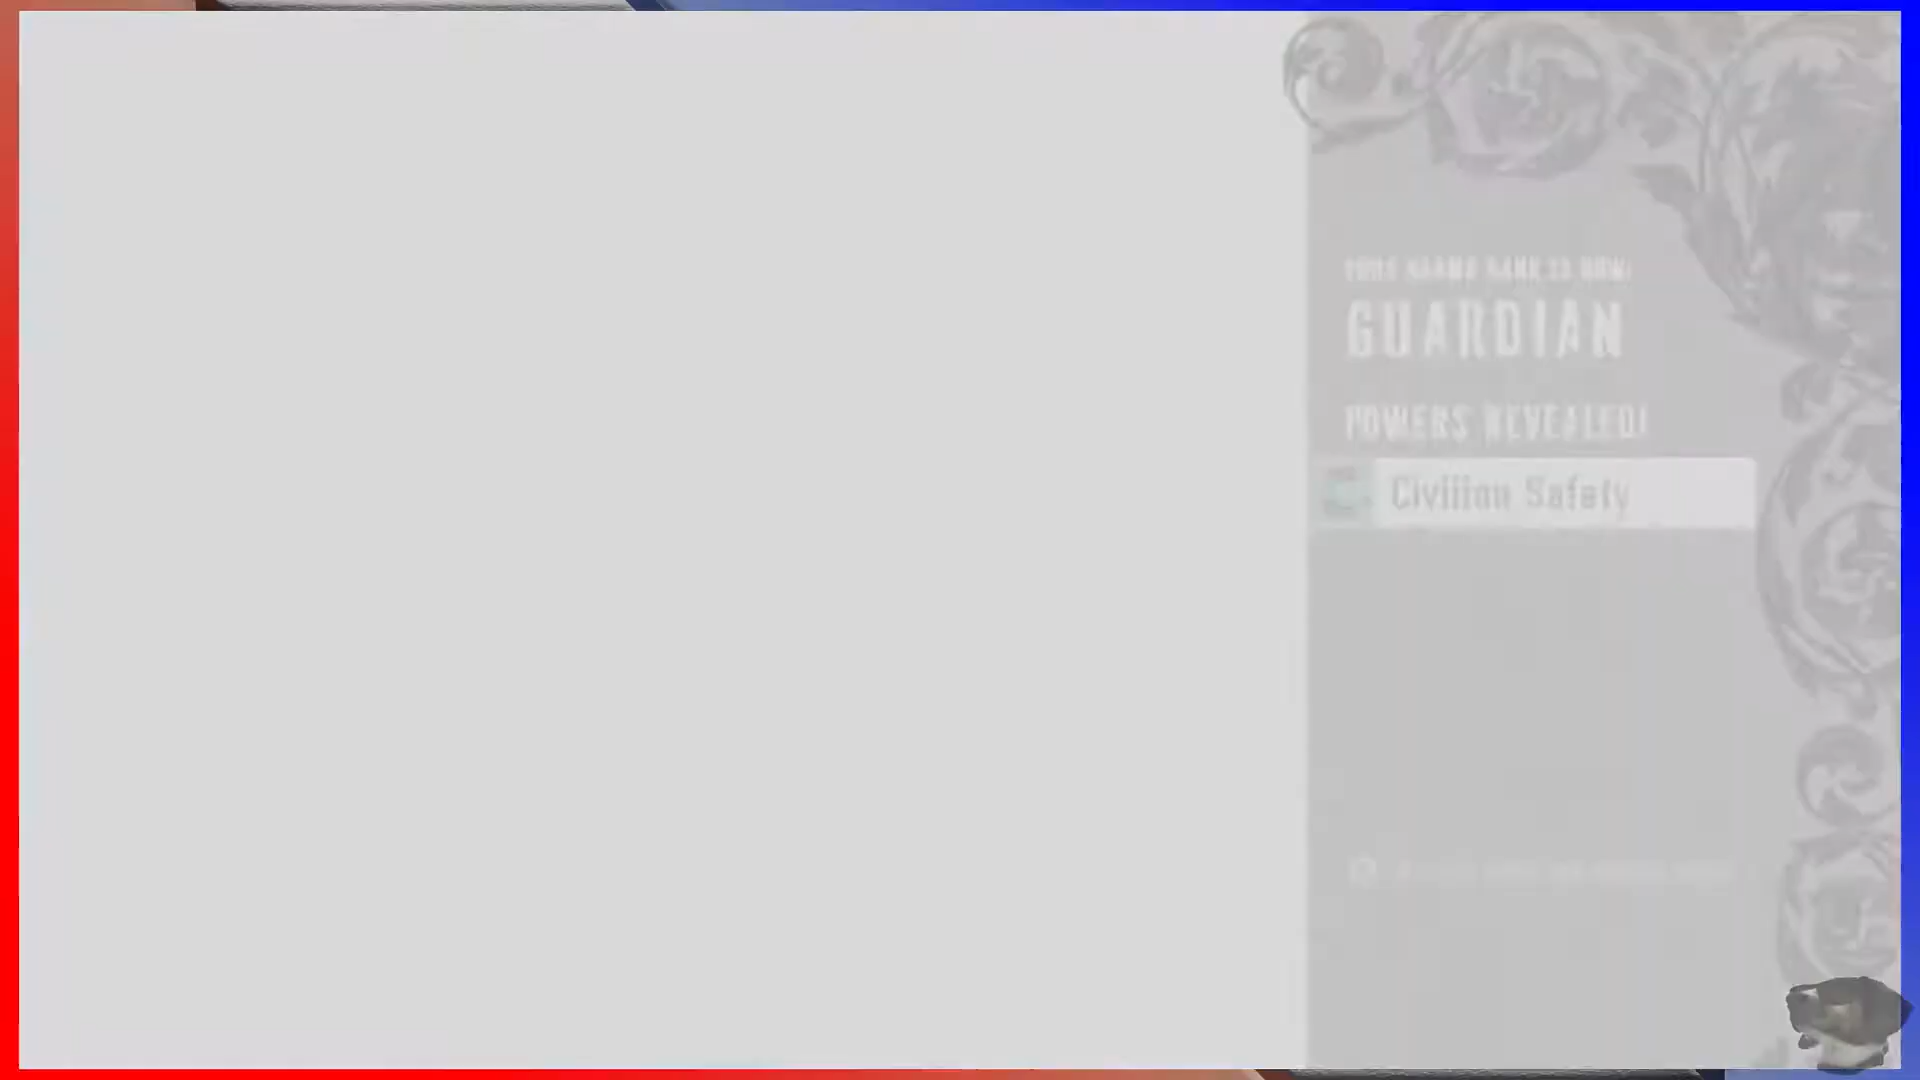 YOUR KARMA RANK IS NOW:
GUARDIAN
POWERS REVEALED!
Civilian Safety